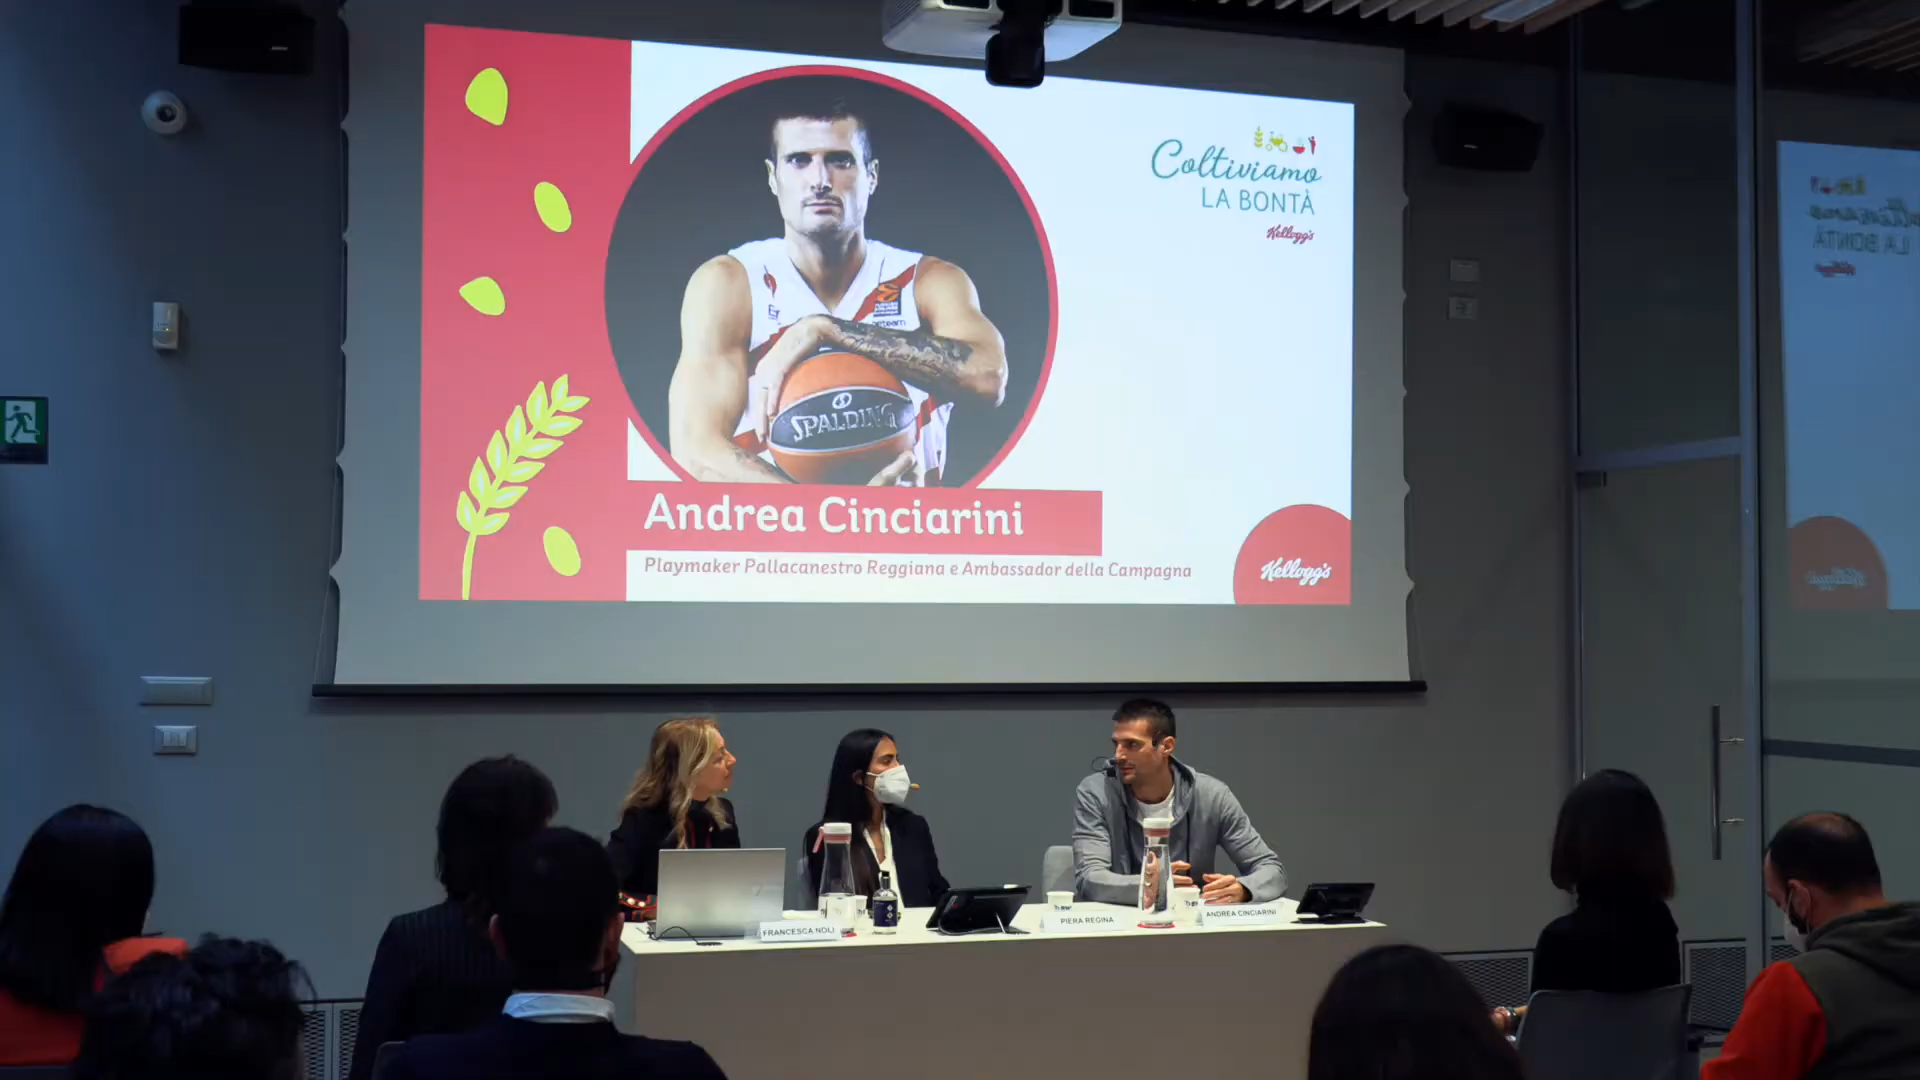 Coltiviamo
LA BONTÀ
Kellogg's
SPALDING
Andrea Cinciarini
Playmaker Pallacanestro Reggiana e Ambassador della Campagna
Kellogg's
FRANCESCA NOLI
PIERA REGINA
ANDREA CINCIARINI